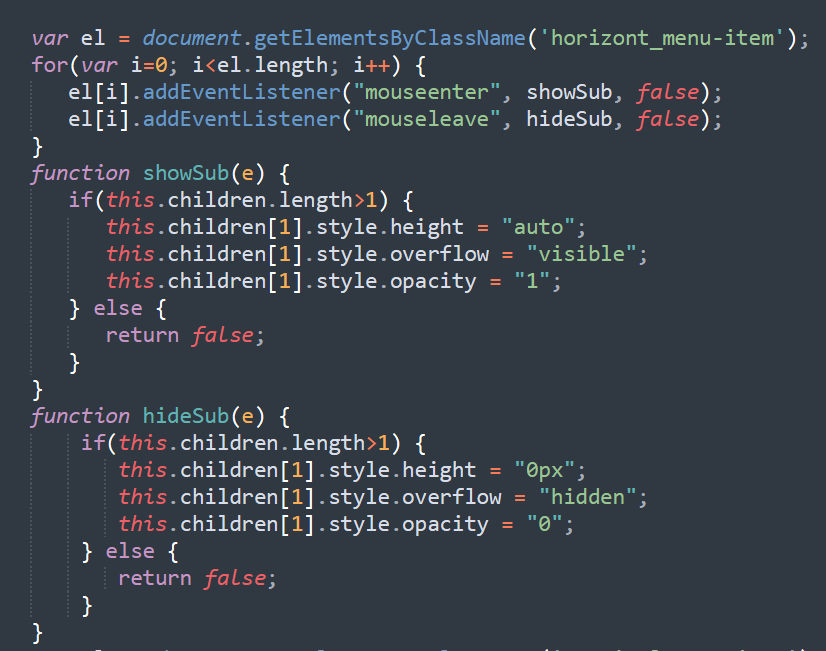 var el = document.getElementsByClassName('horizont_menu-item');
for(var i=0; i<el.length; i++) {
   el[i].addEventListener("mouseenter", showSub, false);
   el[i].addEventListener("mouseleave", hideSub, false);
}
function showSub(e) {
   if(this.children.length>1) {
      this.children[1].style.height = "auto";
      this.children[1].style.overflow = "visible";
      this.children[1].style.opacity = "1";
   } else {
      return false;
   }
}
function hideSub(e) {
    if(this.children.length>1) {
       this.children[1].style.height = "0px";
       this.children[1].style.overflow = "hidden";
       this.children[1].style.opacity = "0";
    } else {
       return false;
    }
}